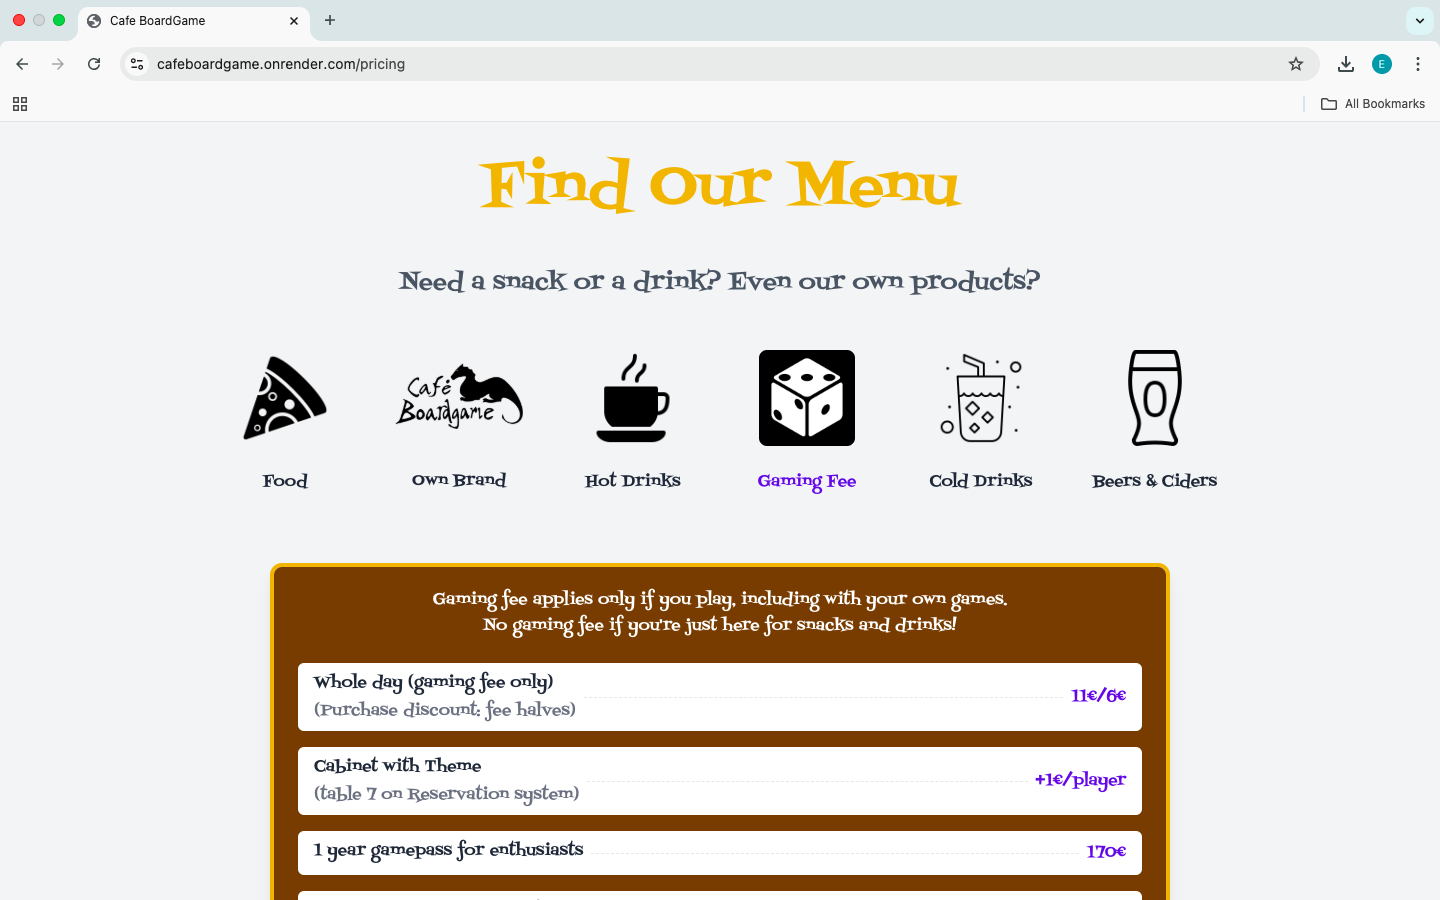 Cafe BoardGame
cafeboardgame.onrender.com/pricing
E
All Bookmarks
Find Our Menu
Need a snack or a drink? Even our own products?
Café
Boardgame
Food
Own Brand
Hot Drinks
Gaming Fee
Cold Drinks
Beers & Ciders
Gaming fee applies only if you play, including with your own games.
No gaming fee if you're just here for snacks and drinks!
Whole day (gaming fee only)
(Purchase discount: fee halves)
11€/6€
Cabinet with Theme
(table 7 on Reservation system)
+1€/player
1 year gamepass for enthusiasts
170€